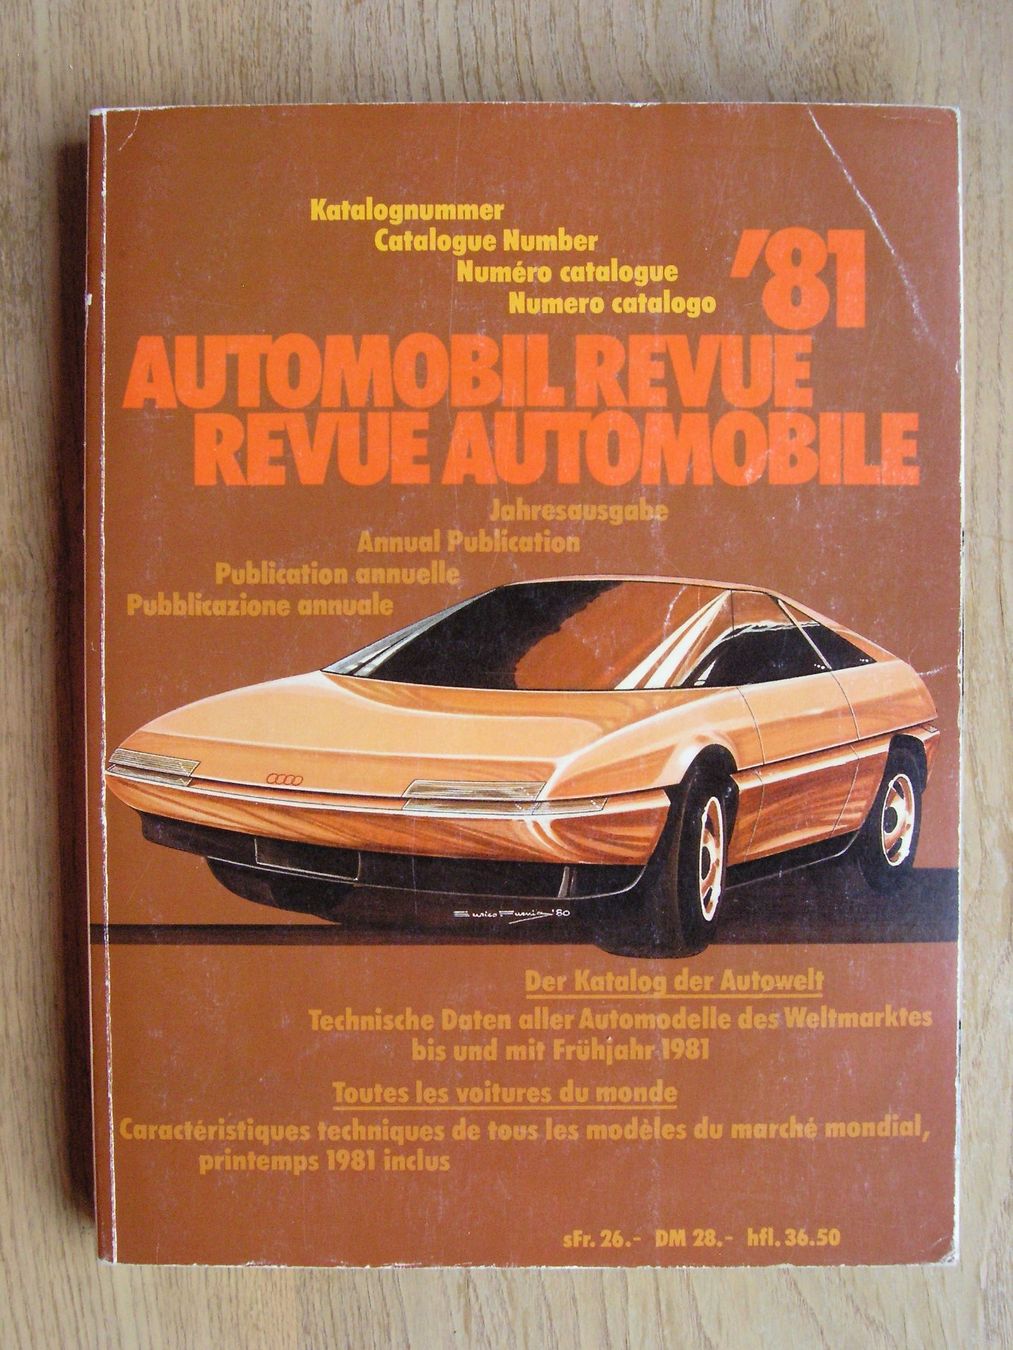 Katalognummer
Catalogue Number
Numéro catalogue
Numero catalogo
'81
AUTOMOBIL REVUE
REVUE AUTOMOBILE
Jahresausgabe
Annual Publication
Publication annuelle
Pubblicazione annuale
Enrico Fumia '80
Der Katalog der Autowelt
Technische Daten aller Automodelle des Weltmarktes
bis und mit Frühjahr 1981
Toutes les voitures du monde
Caractéristiques techniques de tous les modèles du marché mondial,
printemps 1981 inclus
sFr. 26.- DM 28.- hfl. 36.50